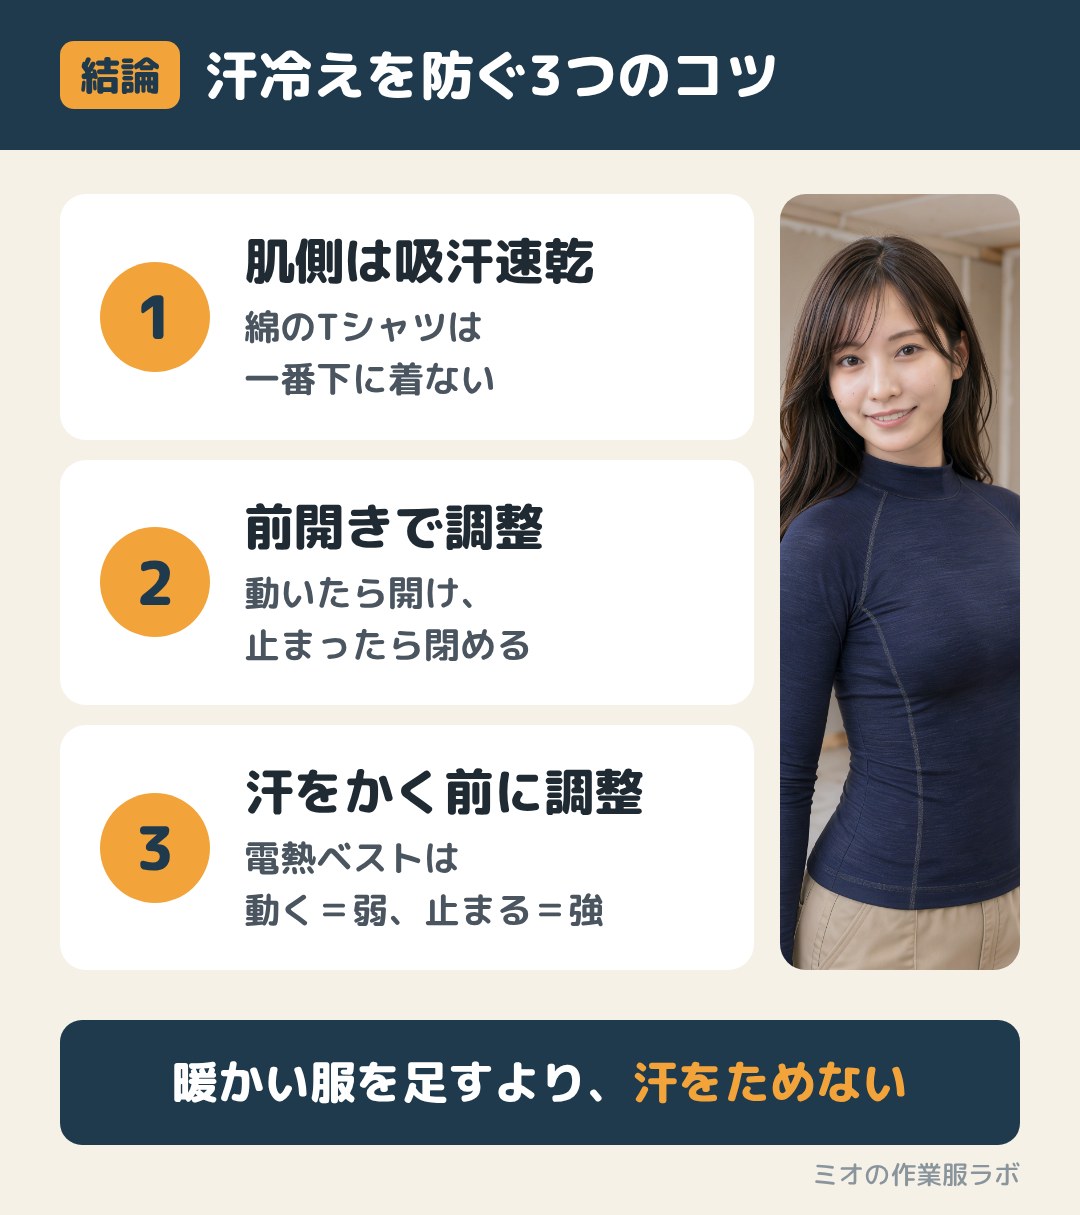 結論
汗冷えを防ぐ3つのコツ
1
肌側は吸汗速乾
綿のTシャツは
一番下に着ない
2
前開きで調整
動いたら開け、
止まったら閉める
3
汗をかく前に調整
電熱ベストは
動く＝弱、止まる＝強
暖かい服を足すより、汗をためない
ミオの作業服ラボ